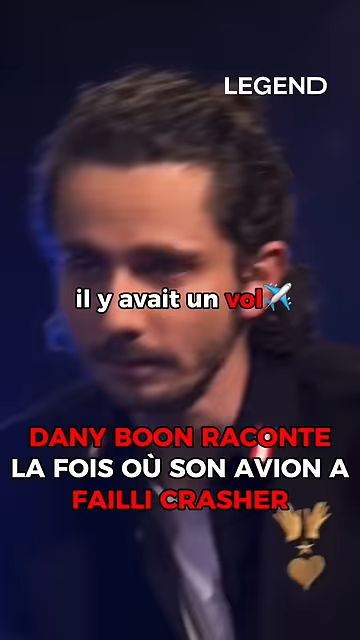 LEGEND
il y avait un vol✈️
DANY BOON RACONTE
LA FOIS OÙ SON AVION A
FAILLI CRASHER